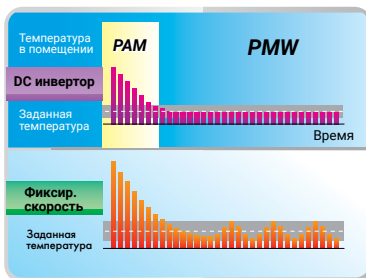 Температура
в помещении
PAM
PMW
DC инвертор
Заданная
температура
Время
Фиксир.
скорость
Заданная
температура